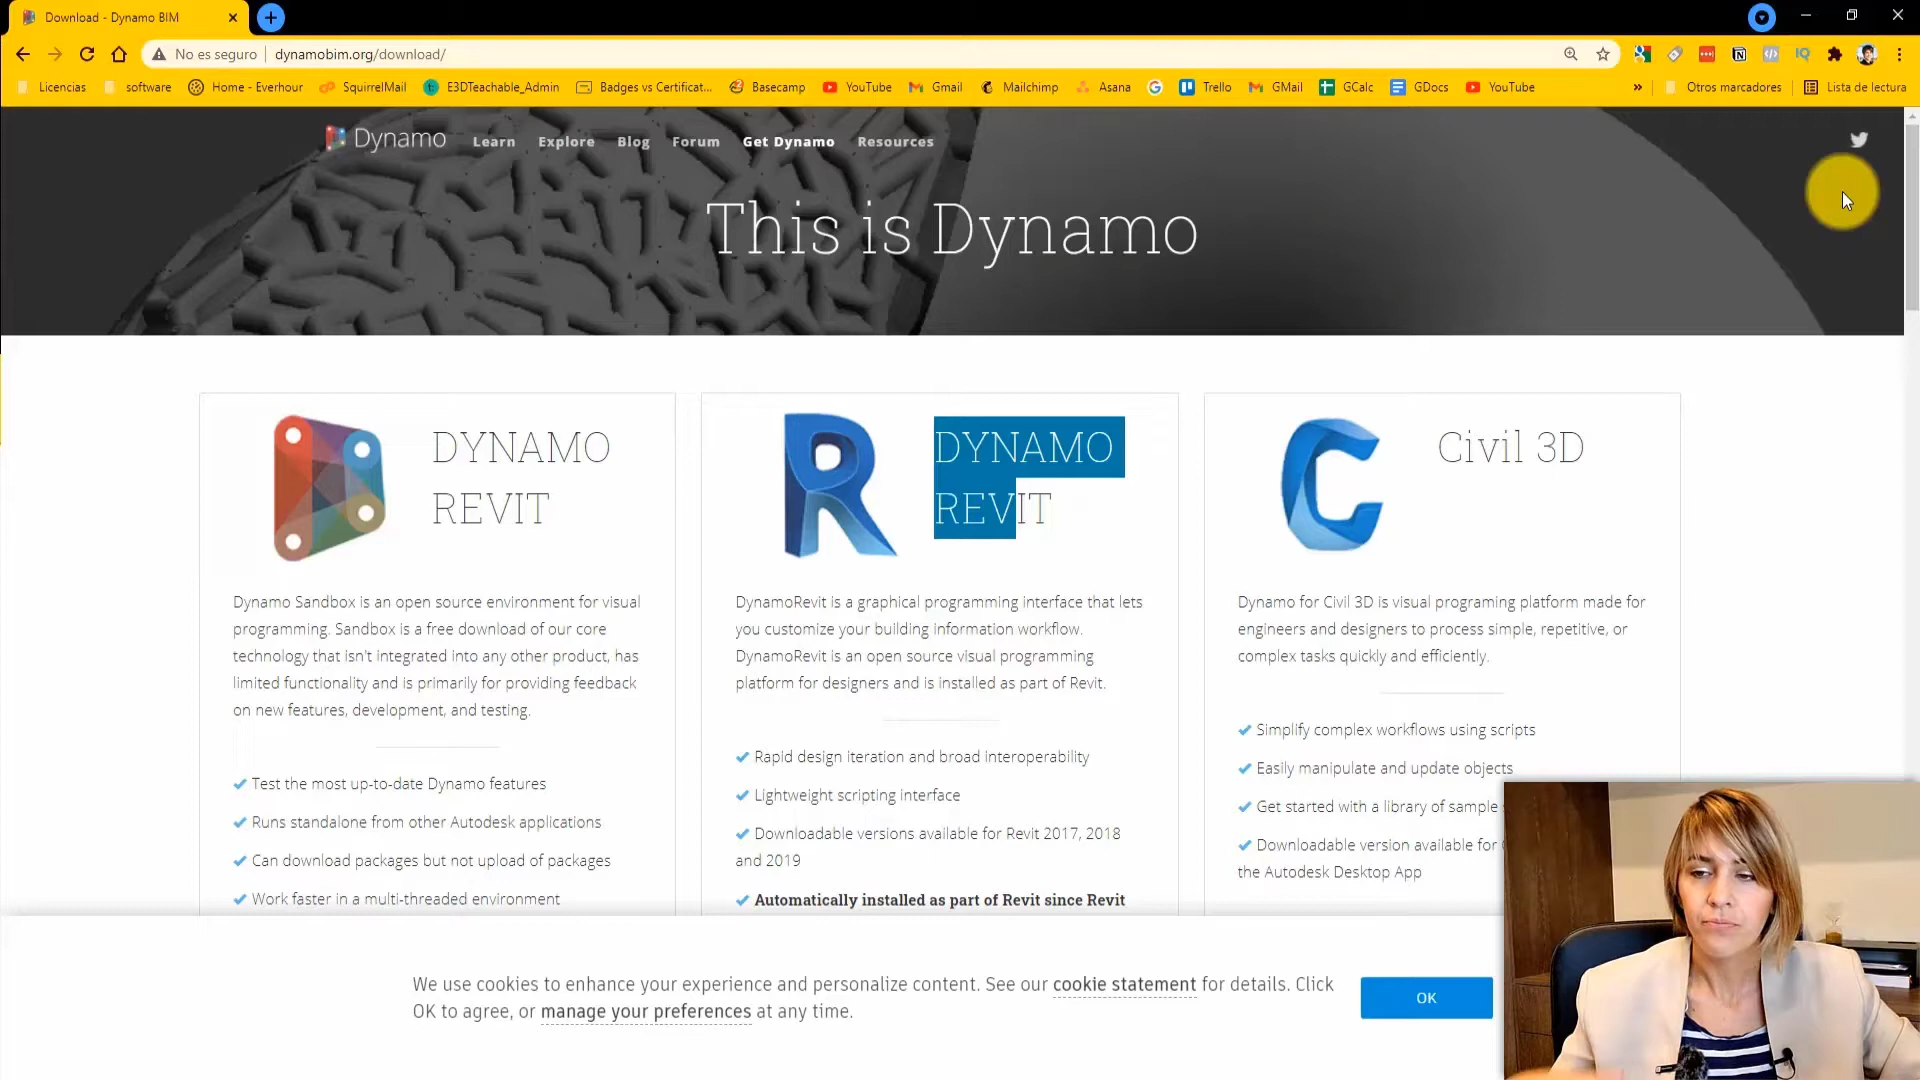 Download - Dynamo BIM
No es seguro
dynamobim.org/download/
Licencias
software
Home - Everhour
SquirrelMail
E3DTeachable_Admin
Badges vs Certificat...
Basecamp
YouTube
Gmail
Mailchimp
Asana
Trello
GMail
GCalc
GDocs
YouTube
»
Otros marcadores
Lista de lectura
Dynamo
Learn
Explore
Blog
Forum
Get Dynamo
Resources
This is Dynamo
DYNAMO
REVIT
Dynamo Sandbox is an open source environment for visual
programming. Sandbox is a free download of our core
technology that isn't integrated into any other product, has
limited functionality and is primarily for providing feedback
on new features, development, and testing.
Test the most up-to-date Dynamo features
Runs standalone from other Autodesk applications
Can download packages but not upload of packages
Work faster in a multi-threaded environment
DYNAMO
REVIT
DynamoRevit is a graphical programming interface that lets
you customize your building information workflow.
DynamoRevit is an open source visual programming
platform for designers and is installed as part of Revit.
Rapid design iteration and broad interoperability
Lightweight scripting interface
Downloadable versions available for Revit 2017, 2018
and 2019
Automatically installed as part of Revit since Revit
Civil 3D
Dynamo for Civil 3D is visual programing platform made for
engineers and designers to process simple, repetitive, or
complex tasks quickly and efficiently.
Simplify complex workflows using scripts
Easily manipulate and update objects
Get started with a library of sample
Downloadable version available for
the Autodesk Desktop App
We use cookies to enhance your experience and personalize content. See our cookie statement for details. Click
OK to agree, or manage your preferences at any time.
OK